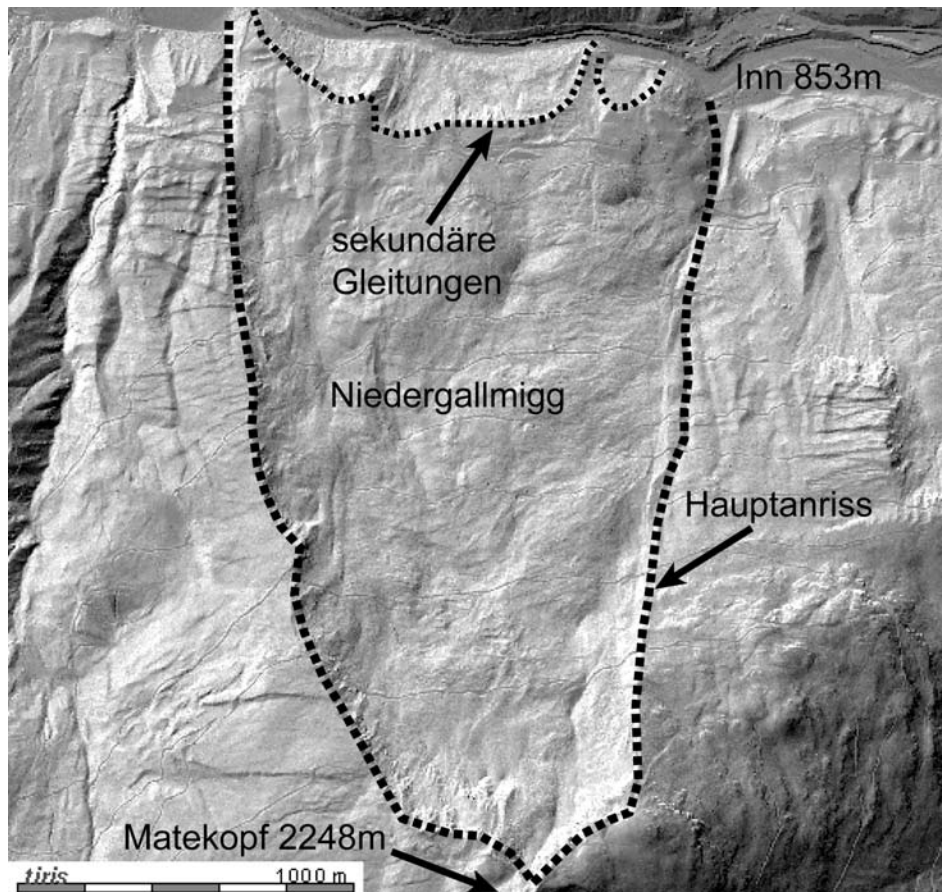 Inn 853m
sekundäre
Gleitungen
Niedergallmigg
Hauptanriss
Matekopf 2248m
tiris 1000 m